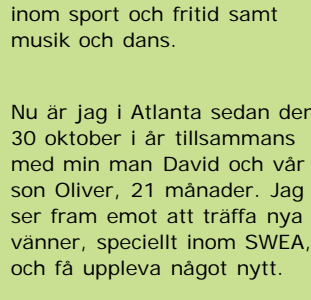 inom sport och fritid samt
musik och dans.
Nu är jag i Atlanta sedan den
30 oktober i år tillsammans
med min man David och vår
son Oliver, 21 månader. Jag
ser fram emot att träffa nya
vänner, speciellt inom SWEA,
och få uppleva något nytt.